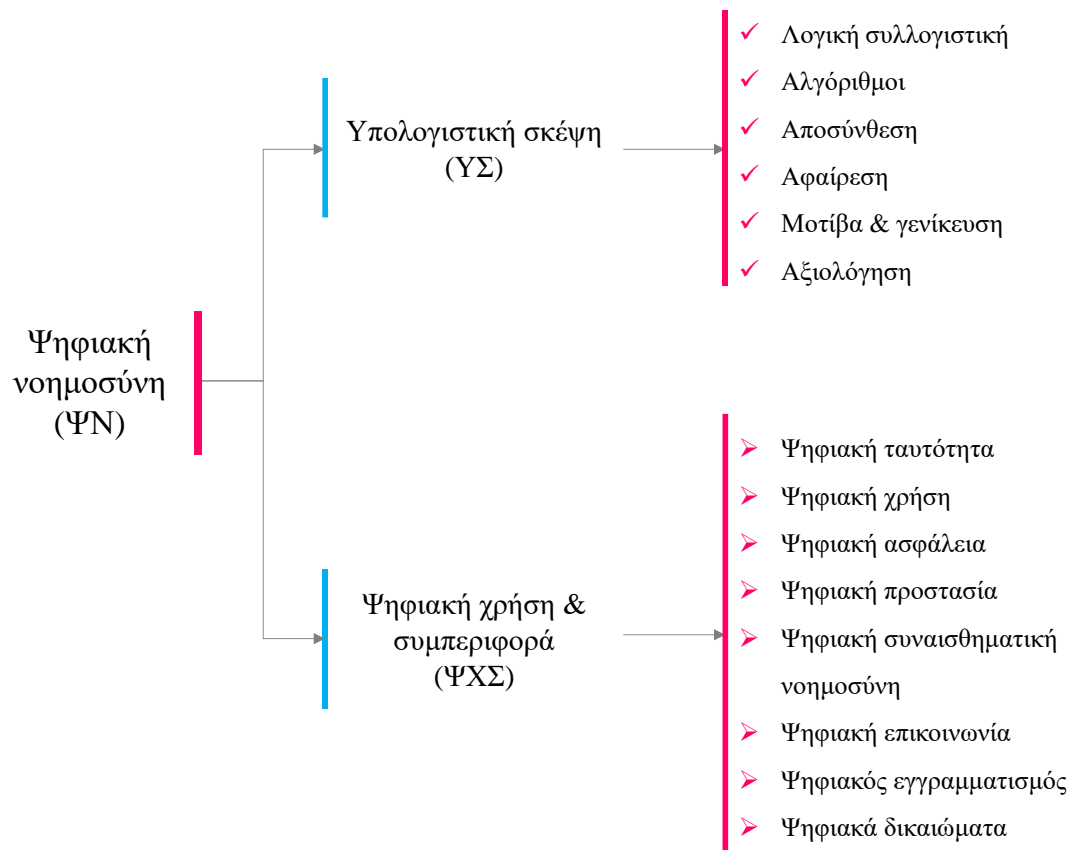 Ψηφιακή
νοημοσύνη
(ΨΝ)
Υπολογιστική σκέψη
(ΥΣ)
Λογική συλλογιστική
Αλγόριθμοι
Αποσύνθεση
Αφαίρεση
Μοτίβα & γενίκευση
Αξιολόγηση
Ψηφιακή χρήση &
συμπεριφορά
(ΨΧΣ)
Ψηφιακή ταυτότητα
Ψηφιακή χρήση
Ψηφιακή ασφάλεια
Ψηφιακή προστασία
Ψηφιακή συναισθηματική
νοημοσύνη
Ψηφιακή επικοινωνία
Ψηφιακός εγγραμματισμός
Ψηφιακά δικαιώματα